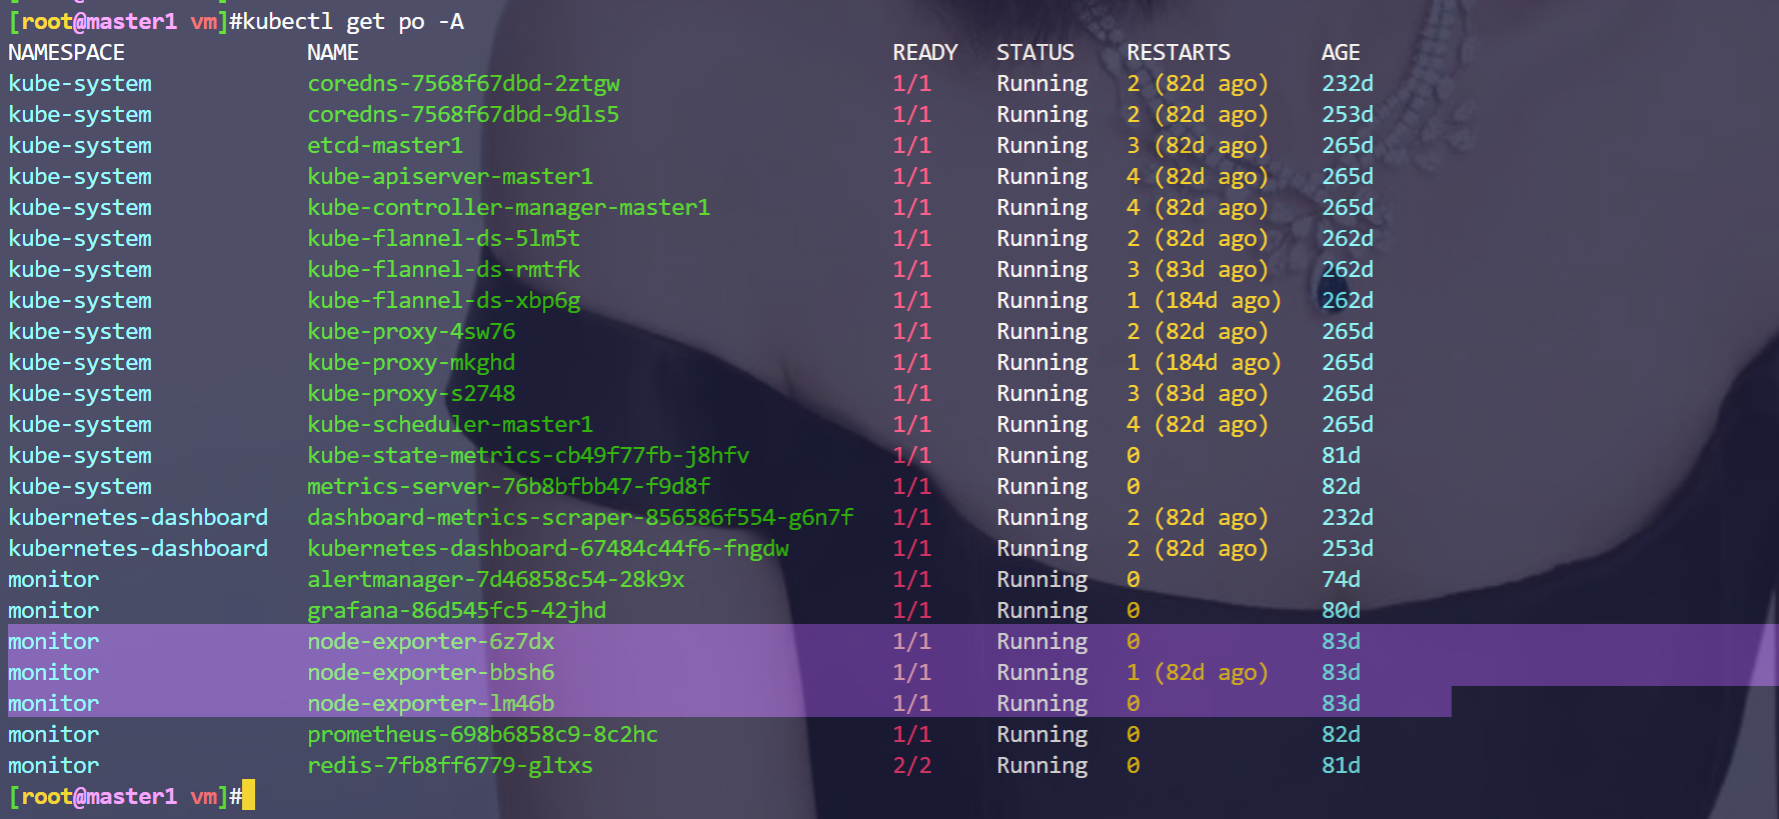 [root@master1 vm]#kubectl get po -A
NAMESPACE NAME READY STATUS RESTARTS AGE
kube-system coredns-7568f67dbd-2ztgw 1/1 Running 2 (82d ago) 232d
kube-system coredns-7568f67dbd-9dls5 1/1 Running 2 (82d ago) 253d
kube-system etcd-master1 1/1 Running 3 (82d ago) 265d
kube-system kube-apiserver-master1 1/1 Running 4 (82d ago) 265d
kube-system kube-controller-manager-master1 1/1 Running 4 (82d ago) 265d
kube-system kube-flannel-ds-5lm5t 1/1 Running 2 (82d ago) 262d
kube-system kube-flannel-ds-rmtfk 1/1 Running 3 (83d ago) 262d
kube-system kube-flannel-ds-xbp6g 1/1 Running 1 (184d ago) 262d
kube-system kube-proxy-4sw76 1/1 Running 2 (82d ago) 265d
kube-system kube-proxy-mkghd 1/1 Running 1 (184d ago) 265d
kube-system kube-proxy-s2748 1/1 Running 3 (83d ago) 265d
kube-system kube-scheduler-master1 1/1 Running 4 (82d ago) 265d
kube-system kube-state-metrics-cb49f77fb-j8hfv 1/1 Running 0 81d
kube-system metrics-server-76b8bfbb47-f9d8f 1/1 Running 0 82d
kubernetes-dashboard dashboard-metrics-scraper-856586f554-g6n7f 1/1 Running 2 (82d ago) 232d
kubernetes-dashboard kubernetes-dashboard-67484c44f6-fngdw 1/1 Running 2 (82d ago) 253d
monitor alertmanager-7d46858c54-28k9x 1/1 Running 0 74d
monitor grafana-86d545fc5-42jhd 1/1 Running 0 80d
monitor node-exporter-6z7dx 1/1 Running 0 83d
monitor node-exporter-bbsh6 1/1 Running 1 (82d ago) 83d
monitor node-exporter-lm46b 1/1 Running 0 83d
monitor prometheus-698b6858c9-8c2hc 1/1 Running 0 82d
monitor redis-7fb8ff6779-gltxs 2/2 Running 0 81d
[root@master1 vm]#